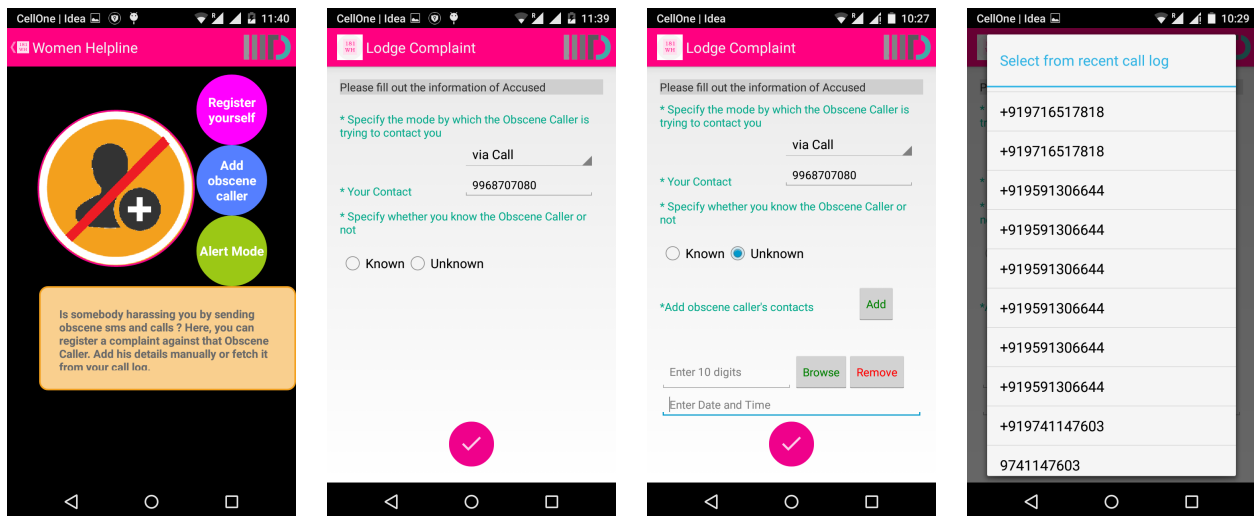 CellOne | Idea
11:40
Women Helpline
Register
yourself
Add
obscene
caller
Alert Mode
Is somebody harassing you by sending
obscene sms and calls ? Here, you can
register a complaint against that Obscene
Caller. Add his details manually or fetch it
from your call log.
CellOne | Idea
11:39
181
WH
Lodge Complaint
Please fill out the information of Accused
* Specify the mode by which the Obscene Caller is
trying to contact you
via Call
* Your Contact
9968707080
* Specify whether you know the Obscene Caller or
not
Known
Unknown
CellOne | Idea
10:27
181
WH
Lodge Complaint
Please fill out the information of Accused
* Specify the mode by which the Obscene Caller is
trying to contact you
via Call
* Your Contact
9968707080
* Specify whether you know the Obscene Caller or
not
Known
Unknown
*Add obscene caller's contacts
Add
Enter 10 digits
Browse
Remove
Enter Date and Time
CellOne | Idea
10:29
Select from recent call log
+919716517818
+919716517818
+919591306644
+919591306644
+919591306644
+919591306644
+919591306644
+919591306644
+919741147603
9741147603